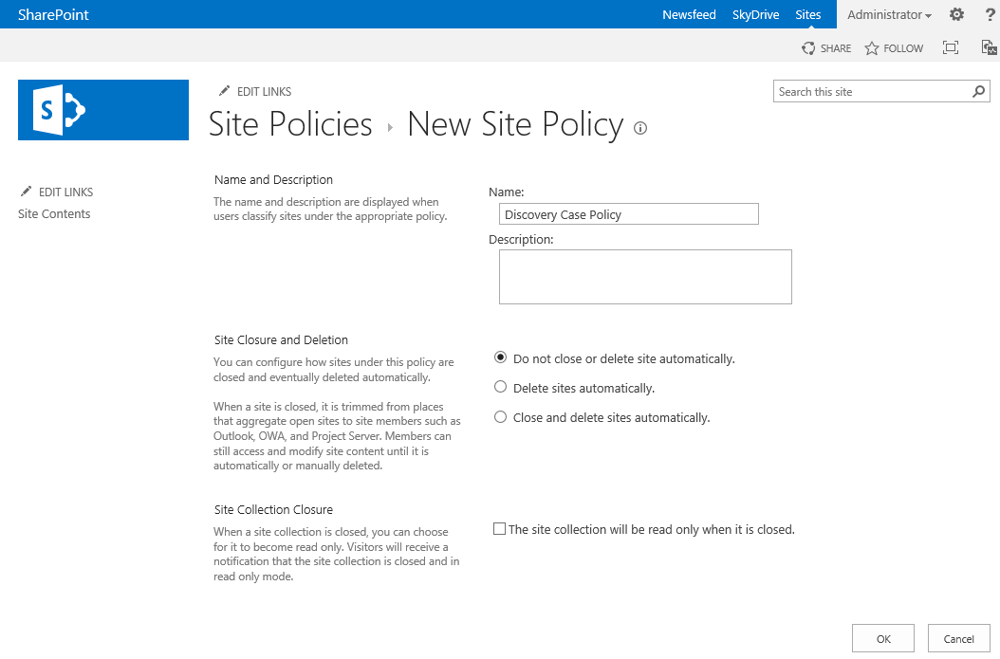 SharePoint
Newsfeed SkyDrive Sites Administrator ?
SHARE FOLLOW
S
EDIT LINKS
Search this site
Site Policies New Site Policy
EDIT LINKS
Site Contents
Name and Description
The name and description are displayed when
users classify sites under the appropriate policy.
Name:
Discovery Case Policy
Description:
Site Closure and Deletion
You can configure how sites under this policy are
closed and eventually deleted automatically.
When a site is closed, it is trimmed from places
that aggregate open sites to site members such as
Outlook, OWA, and Project Server. Members can
still access and modify site content until it is
automatically or manually deleted.
Do not close or delete site automatically.
Delete sites automatically.
Close and delete sites automatically.
Site Collection Closure
When a site collection is closed, you can choose
for it to become read only. Visitors will receive a
notification that the site collection is closed and in
read only mode.
The site collection will be read only when it is closed.
OK Cancel